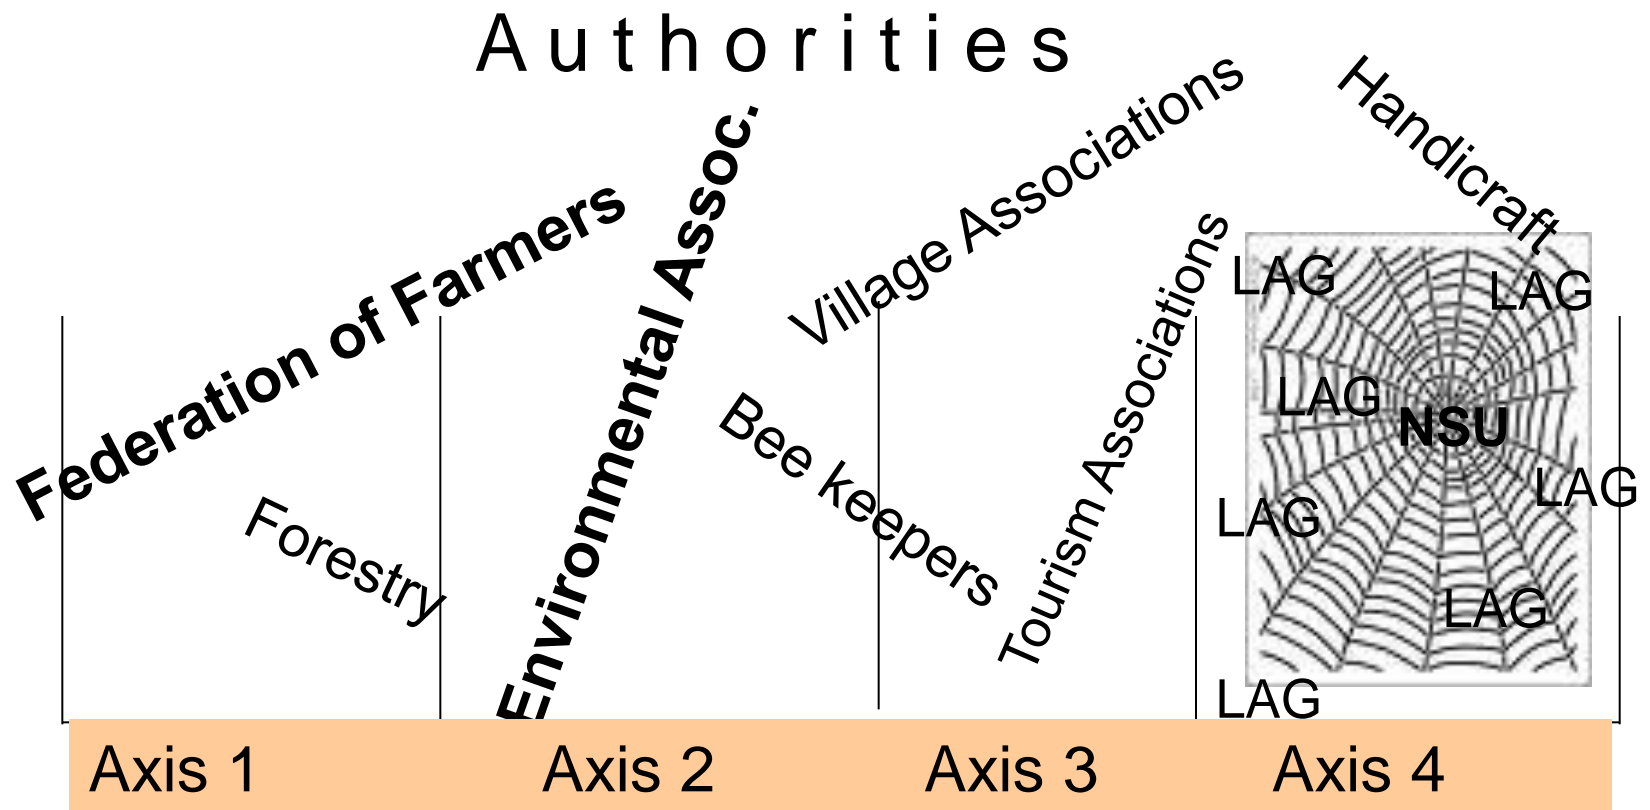 Authorities
Handicraft
Village Associations
Environmental Assoc.
Federation of Farmers
Tourism Associations
LAG
LAG
LAG
NSU
Bee keepers
LAG
LAG
Forestry
LAG
LAG
Axis 1
Axis 2
Axis 3
Axis 4